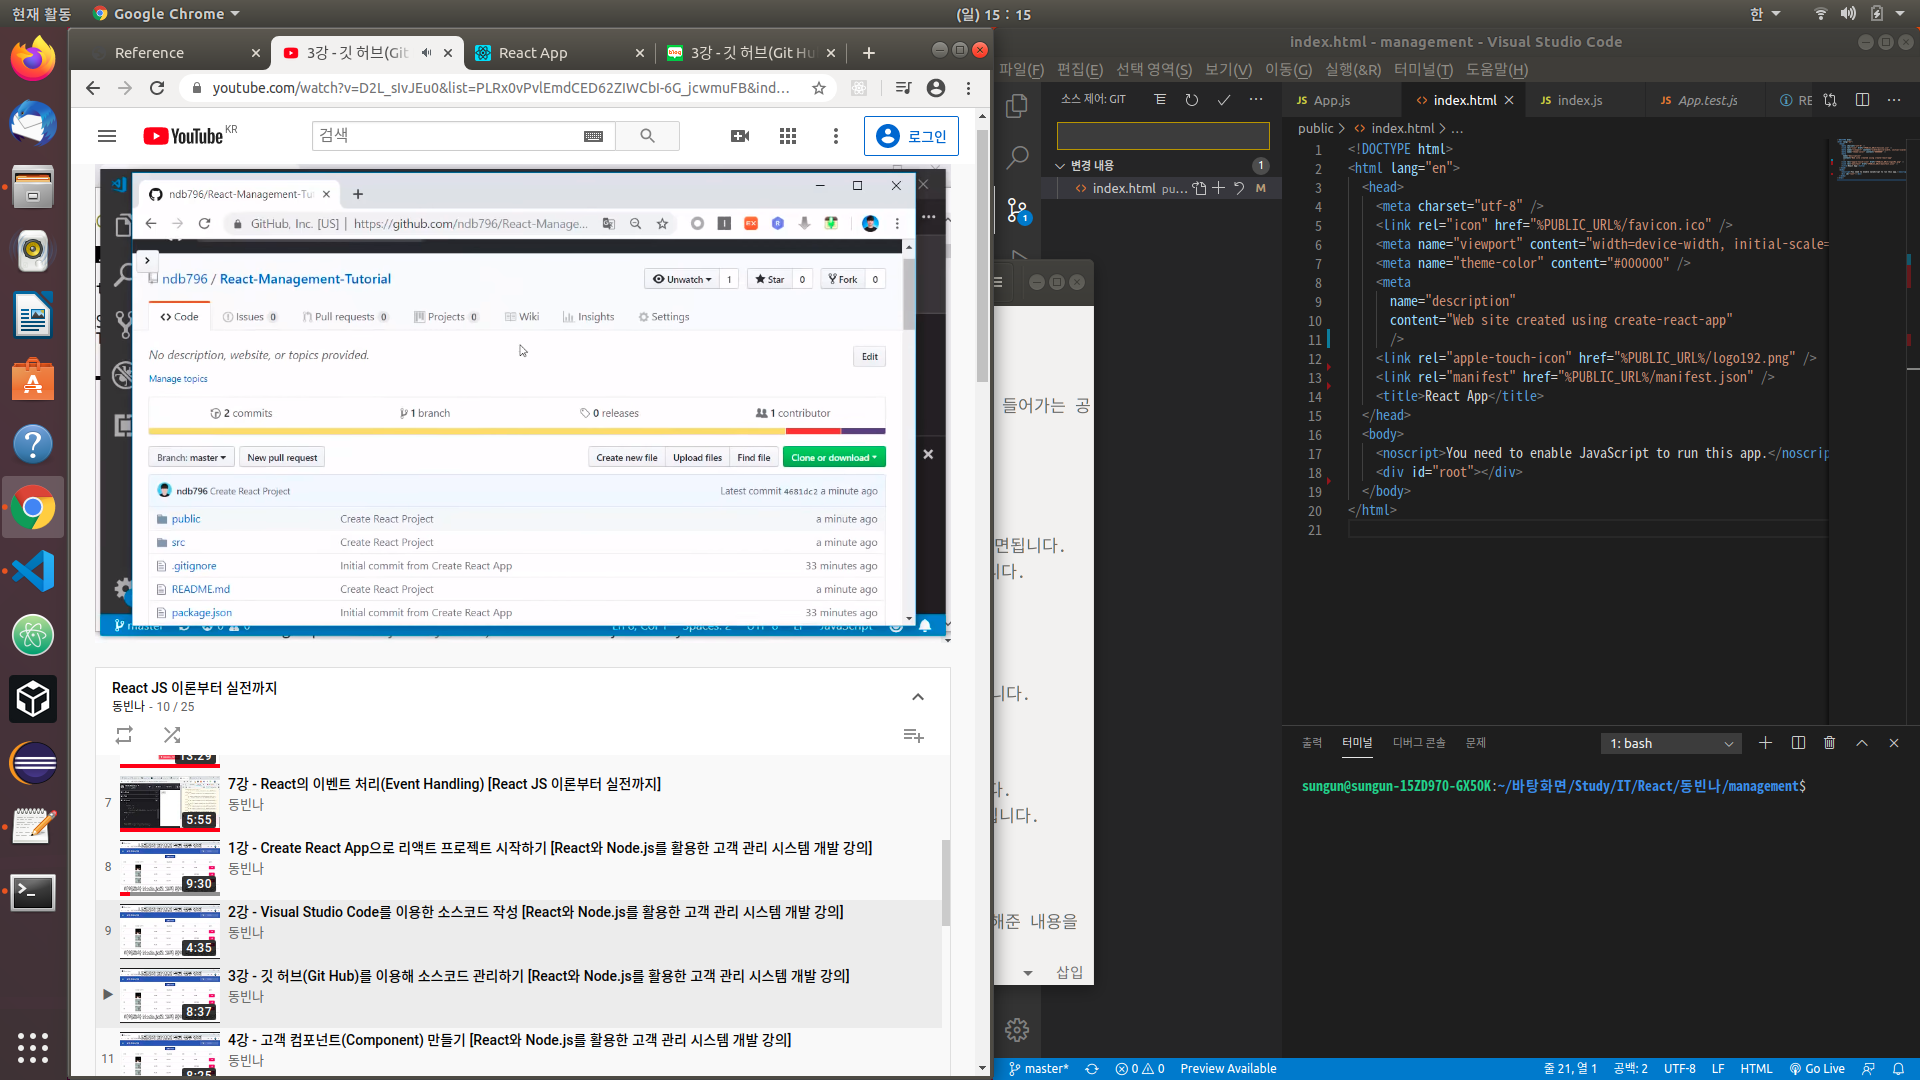 현재 활동
Google Chrome
(일) 15 : 15
한
Reference
3강 - 깃 허브(Git
React App
3강 - 깃 허브(Git Hu
youtube.com/watch?v=D2L_sIvJEu0&list=PLRx0vPvlEmdCED62ZIWCbI-6G_jcwmuFB&ind...
YouTube KR
검색
로그인
ndb796/React-Management-Tu
GitHub, Inc. [US] | https://github.com/ndb796/React-Manage...
ndb796 / React-Management-Tutorial
Unwatch 1
Star 0
Fork 0
Code
Issues 0
Pull requests 0
Projects 0
Wiki
Insights
Settings
No description, website, or topics provided.
Edit
Manage topics
2 commits
1 branch
0 releases
1 contributor
Branch: master
New pull request
Create new file
Upload files
Find file
Clone or download
ndb796 Create React Project
Latest commit 4681dc2 a minute ago
public Create React Project a minute ago
src Create React Project a minute ago
.gitignore Initial commit from Create React App 33 minutes ago
README.md Create React Project a minute ago
package.json Initial commit from Create React App 33 minutes ago
React JS 이론부터 실전까지
동빈나 - 10 / 25
13:29
7
7강 - React의 이벤트 처리(Event Handling) [React JS 이론부터 실전까지]
동빈나
5:55
8
1강 - Create React App으로 리액트 프로젝트 시작하기 [React와 Node.js를 활용한 고객 관리 시스템 개발 강의]
동빈나
9:30
9
2강 - Visual Studio Code를 이용한 소스코드 작성 [React와 Node.js를 활용한 고객 관리 시스템 개발 강의]
동빈나
4:35
3강 - 깃 허브(Git Hub)를 이용해 소스코드 관리하기 [React와 Node.js를 활용한 고객 관리 시스템 개발 강의]
동빈나
8:37
11
4강 - 고객 컴포넌트(Component) 만들기 [React와 Node.js를 활용한 고객 관리 시스템 개발 강의]
동빈나
8:25
들어가는 공
면됩니다.
니다.
니다.
다.
입니다.
해준 내용을
삽입
index.html - management - Visual Studio Code
파일(F) 편집(E) 선택 영역(S) 보기(V) 이동(G) 실행(&R) 터미널(T) 도움말(H)
소스 제어: GIT
변경 내용 1
index.html pu... M
1
JS App.js
index.html
JS index.js
JS App.test.js
RE
public > index.html > ...
1 <!DOCTYPE html>
2 <html lang="en">
3 <head>
4 <meta charset="utf-8" />
5 <link rel="icon" href="%PUBLIC_URL%/favicon.ico" />
6 <meta name="viewport" content="width=device-width, initial-scale=
7 <meta name="theme-color" content="#000000" />
8 <meta
9 name="description"
10 content="Web site created using create-react-app"
11 />
12 <link rel="apple-touch-icon" href="%PUBLIC_URL%/logo192.png" />
13 <link rel="manifest" href="%PUBLIC_URL%/manifest.json" />
14 <title>React App</title>
15 </head>
16 <body>
17 <noscript>You need to enable JavaScript to run this app.</noscrip
18 <div id="root"></div>
19 </body>
20 </html>
21
출력 터미널 디버그 콘솔 문제
1: bash
sungun@sungun-15ZD970-GX50K:~/바탕화면/Study/IT/React/동빈나/management$
master*
0 0
Preview Available
줄 21, 열 1
공백: 2
UTF-8
LF
HTML
Go Live